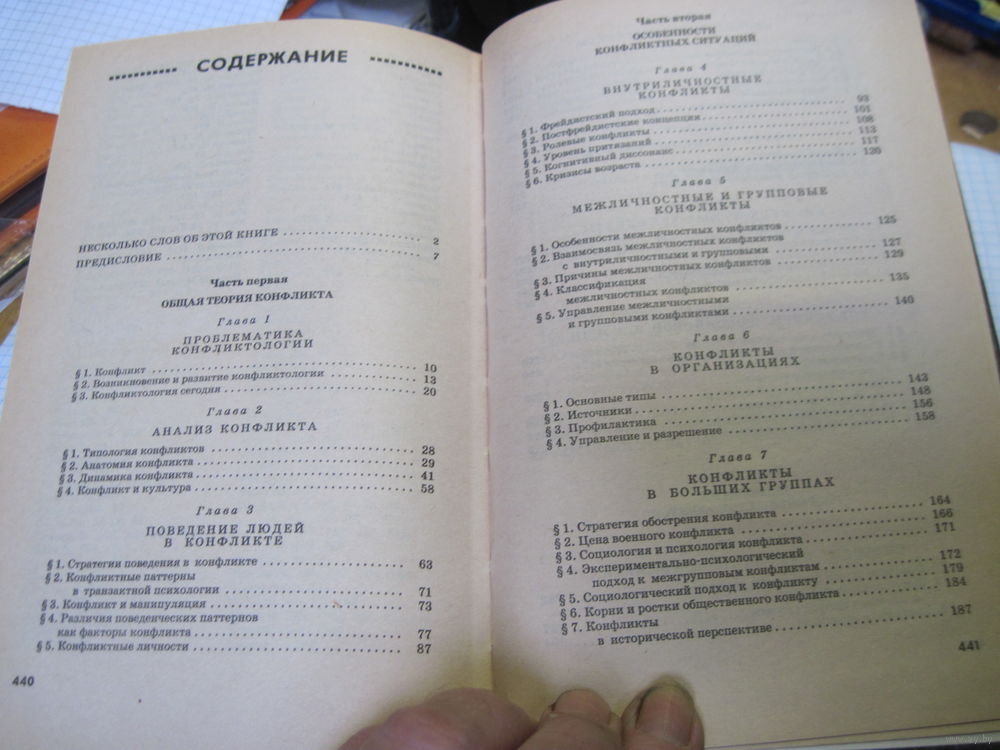 СОДЕРЖАНИЕ
НЕСКОЛЬКО СЛОВ ОБ ЭТОЙ КНИГЕ 2
ПРЕДИСЛОВИЕ 7
Часть первая
ОБЩАЯ ТЕОРИЯ КОНФЛИКТА
Глава 1
ПРОБЛЕМАТИКА
КОНФЛИКТОЛОГИИ
§ 1. Конфликт 10
§ 2. Возникновение и развитие конфликтологии 13
§ 3. Конфликтология сегодня 20
Глава 2
АНАЛИЗ КОНФЛИКТА
§ 1. Типология конфликтов 28
§ 2. Анатомия конфликта 29
§ 3. Динамика конфликта 41
§ 4. Конфликт и культура 58
Глава 3
ПОВЕДЕНИЕ ЛЮДЕЙ
В КОНФЛИКТЕ
§ 1. Стратегии поведения в конфликте 63
§ 2. Конфликтные паттерны
в транзактной психологии 71
§ 3. Конфликт и манипуляция 73
§ 4. Различия поведенческих паттернов
как факторы конфликта 77
§ 5. Конфликтные личности 87
440
Часть вторая
ОСОБЕННОСТИ
КОНФЛИКТНЫХ СИТУАЦИЙ
Глава 4
ВНУТРИЛИЧНОСТНЫЕ
КОНФЛИКТЫ
§ 1. Фрейдистский подход 93
§ 2. Постфрейдистские концепции 101
§ 3. Ролевые конфликты 108
§ 4. Уровень притязаний 113
§ 5. Когнитивный диссонанс 117
§ 6. Кризисы возраста 120
Глава 5
МЕЖЛИЧНОСТНЫЕ И ГРУППОВЫЕ
КОНФЛИКТЫ
§ 1. Особенности межличностных конфликтов 125
§ 2. Взаимосвязь межличностных конфликтов
с внутриличностными и групповыми 127
§ 3. Причины межличностных конфликтов 129
§ 4. Классификация
межличностных конфликтов 135
§ 5. Управление межличностными
и групповыми конфликтами 140
Глава 6
КОНФЛИКТЫ
В ОРГАНИЗАЦИЯХ
§ 1. Основные типы 143
§ 2. Источники 148
§ 3. Профилактика 156
§ 4. Управление и разрешение 158
Глава 7
КОНФЛИКТЫ
В БОЛЬШИХ ГРУППАХ
§ 1. Стратегия обострения конфликта 164
§ 2. Цена военного конфликта 166
§ 3. Социология и психология конфликта 171
§ 4. Экспериментально-психологический
подход к межгрупповым конфликтам 172
§ 5. Социологический подход к конфликту 179
§ 6. Корни и ростки общественного конфликта 184
§ 7. Конфликты
в исторической перспективе 187
441
www.ay.by